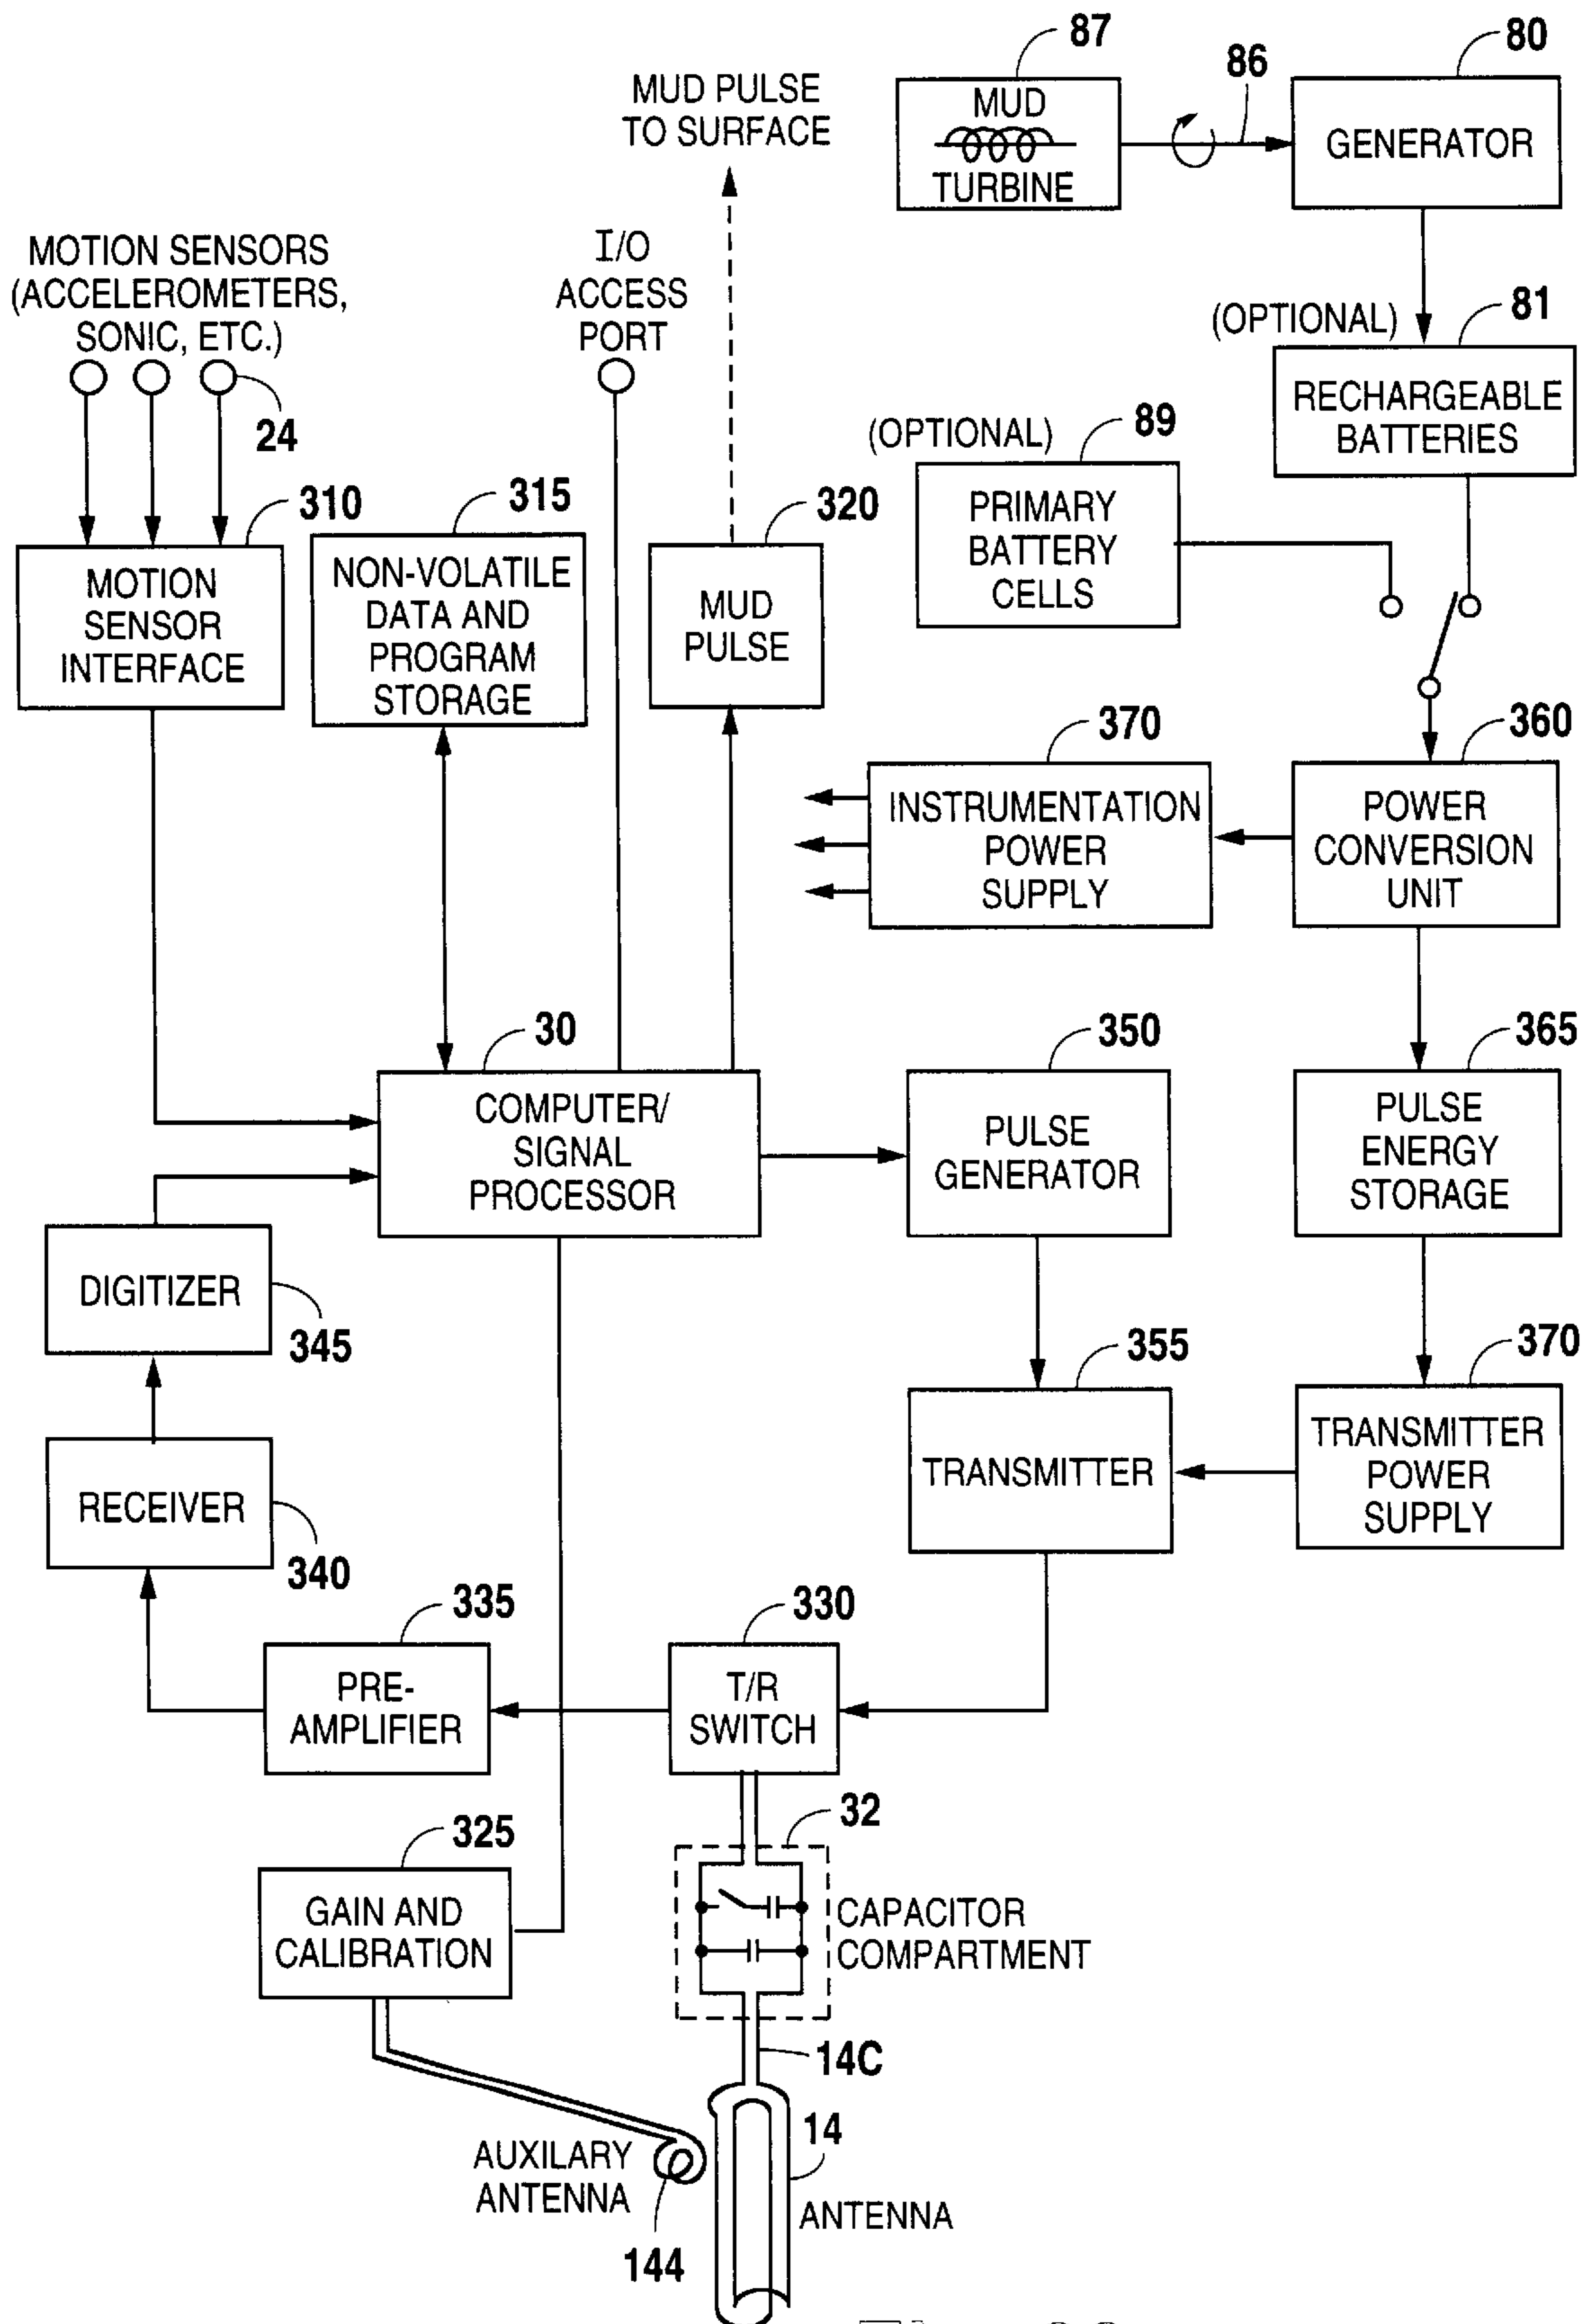 87
86
80
MUD PULSE
TO SURFACE
MUD
TURBINE
GENERATOR
MOTION SENSORS
(ACCELEROMETERS,
SONIC, ETC.)
I/O
ACCESS
PORT
(OPTIONAL)
81
24
(OPTIONAL)
89
RECHARGEABLE
BATTERIES
310
315
320
PRIMARY
BATTERY
CELLS
MOTION
SENSOR
INTERFACE
NON-VOLATILE
DATA AND
PROGRAM
STORAGE
MUD
PULSE
370
360
INSTRUMENTATION
POWER
SUPPLY
POWER
CONVERSION
UNIT
30
350
365
COMPUTER/
SIGNAL
PROCESSOR
PULSE
GENERATOR
PULSE
ENERGY
STORAGE
DIGITIZER
345
355
370
RECEIVER
340
TRANSMITTER
TRANSMITTER
POWER
SUPPLY
335
330
PRE-
AMPLIFIER
T/R
SWITCH
325
32
GAIN AND
CALIBRATION
CAPACITOR
COMPARTMENT
14C
14
AUXILARY
ANTENNA
144
ANTENNA